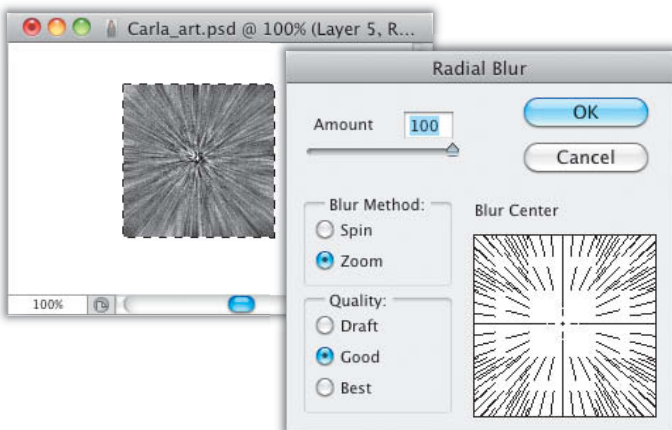 Carla_art.psd @ 100% (Layer 5, R...
100%
Radial Blur
Amount 100
OK
Cancel
Blur Method:
Spin
Zoom
Quality:
Draft
Good
Best
Blur Center